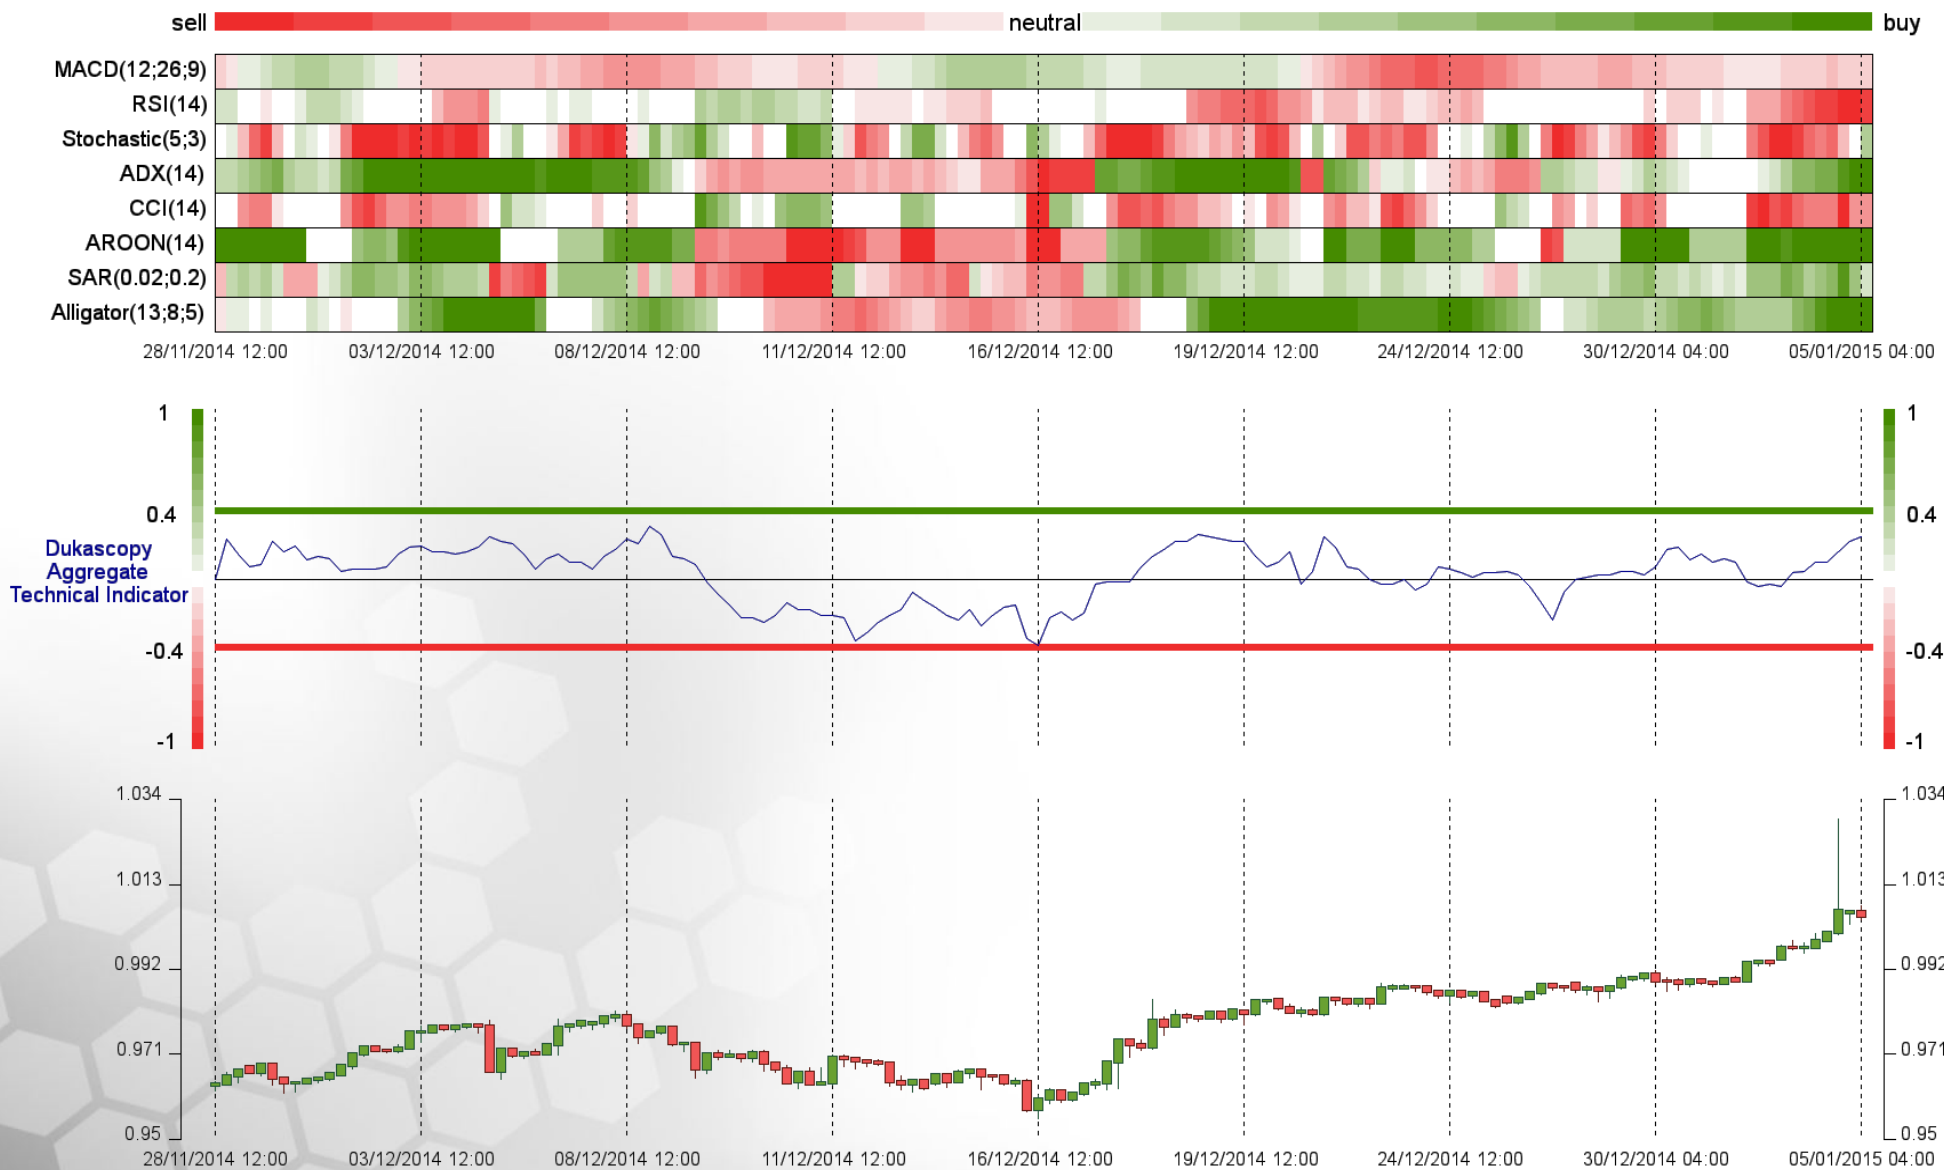 sell neutral buy
MACD(12;26;9)
RSI(14)
Stochastic(5;3)
ADX(14)
CCI(14)
AROON(14)
SAR(0.02;0.2)
Alligator(13;8;5)
28/11/2014 12:00 03/12/2014 12:00 08/12/2014 12:00 11/12/2014 12:00 16/12/2014 12:00 19/12/2014 12:00 24/12/2014 12:00 30/12/2014 04:00 05/01/2015 04:00
1 1
0.4 0.4
Dukascopy
Aggregate
Technical Indicator
-0.4 -0.4
-1 -1
1.034 1.034
1.013 1.013
0.992 0.992
0.971 0.971
0.95 0.95
28/11/2014 12:00 03/12/2014 12:00 08/12/2014 12:00 11/12/2014 12:00 16/12/2014 12:00 19/12/2014 12:00 24/12/2014 12:00 30/12/2014 04:00 05/01/2015 04:00